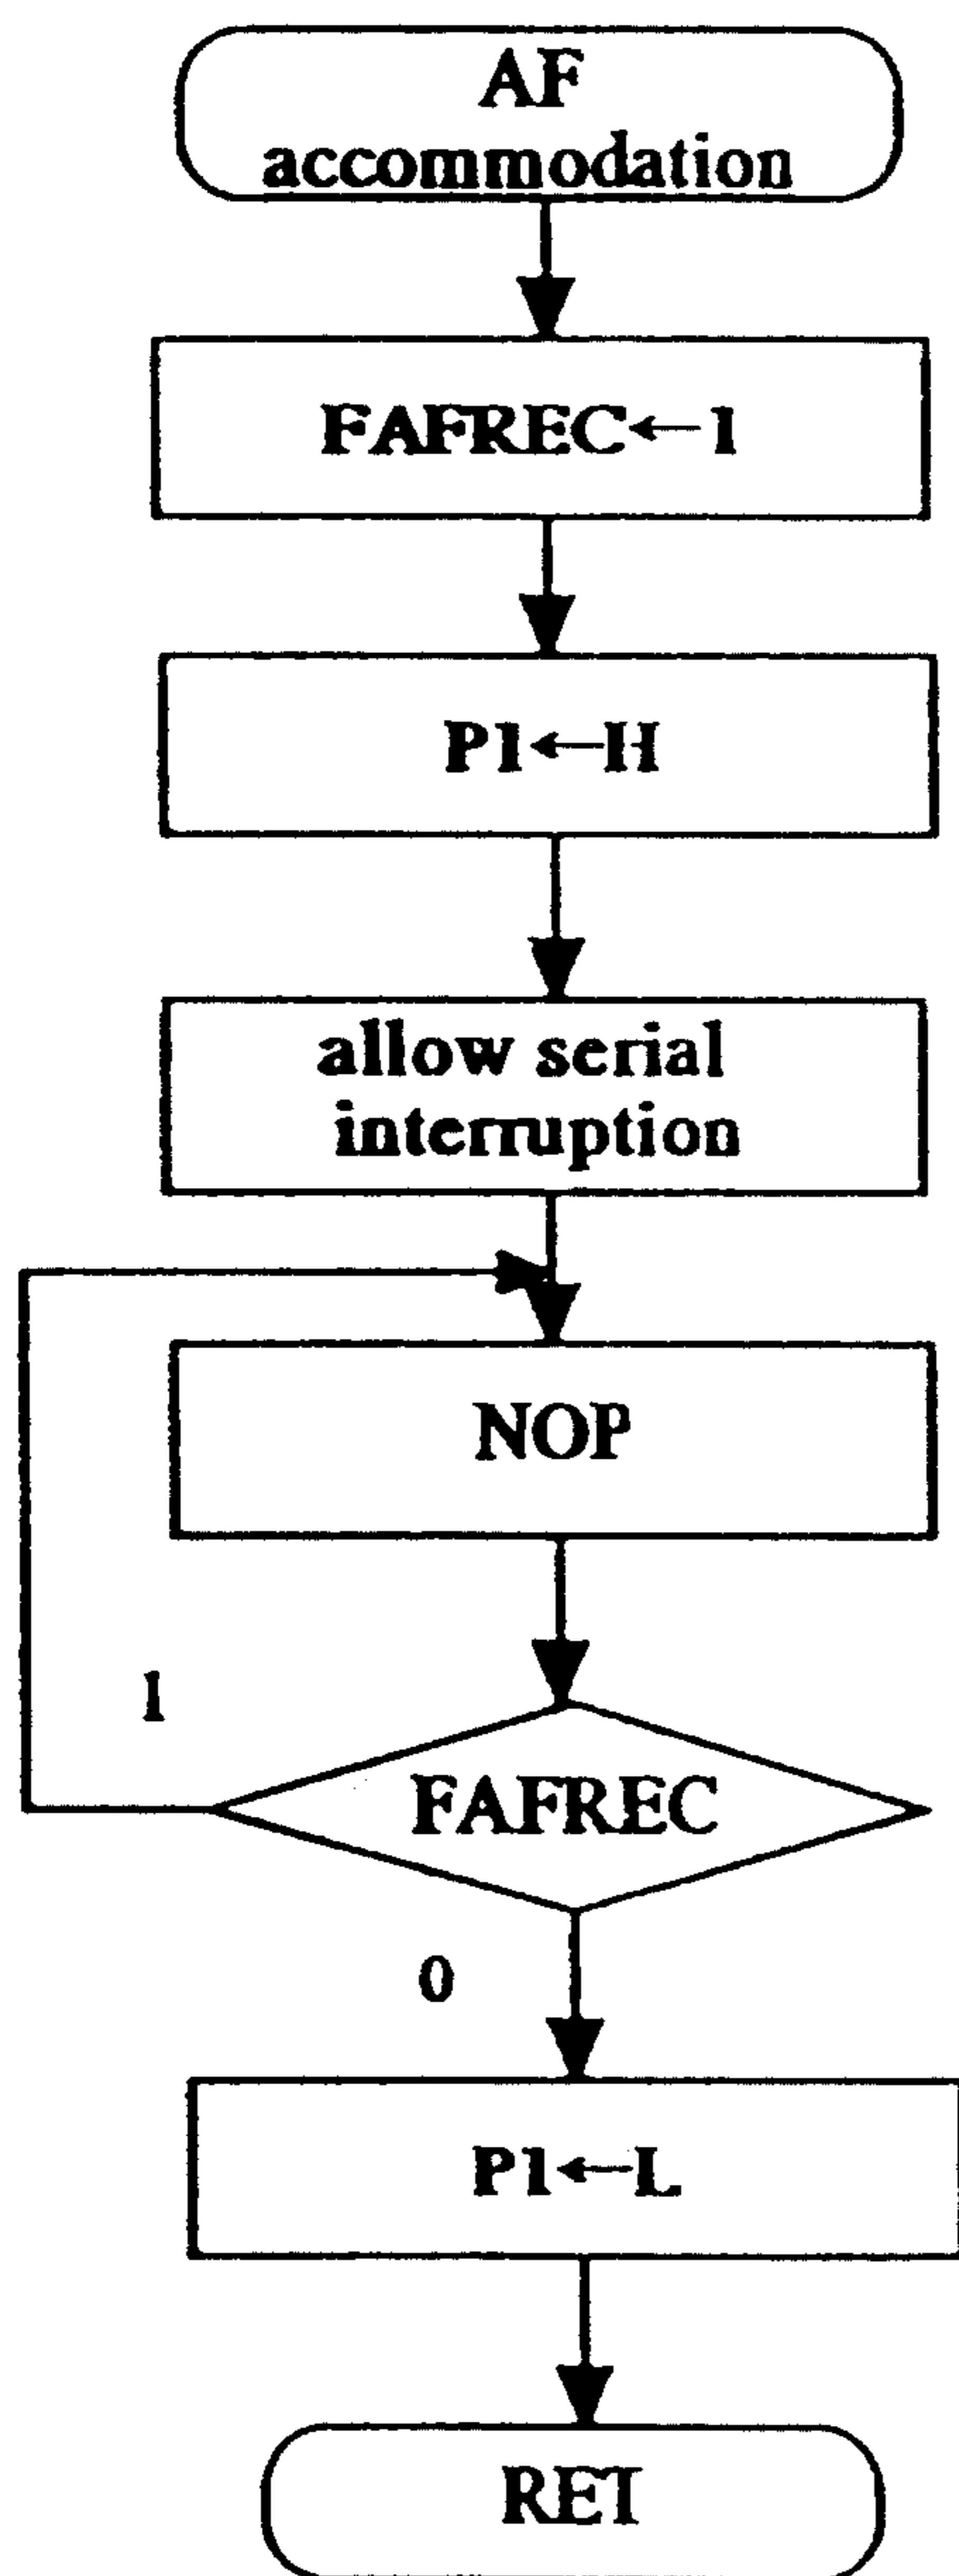 AF
accommodation
FAFREC←1
P1←H
allow serial
interruption
NOP
1
FAFREC
0
P1←L
RET